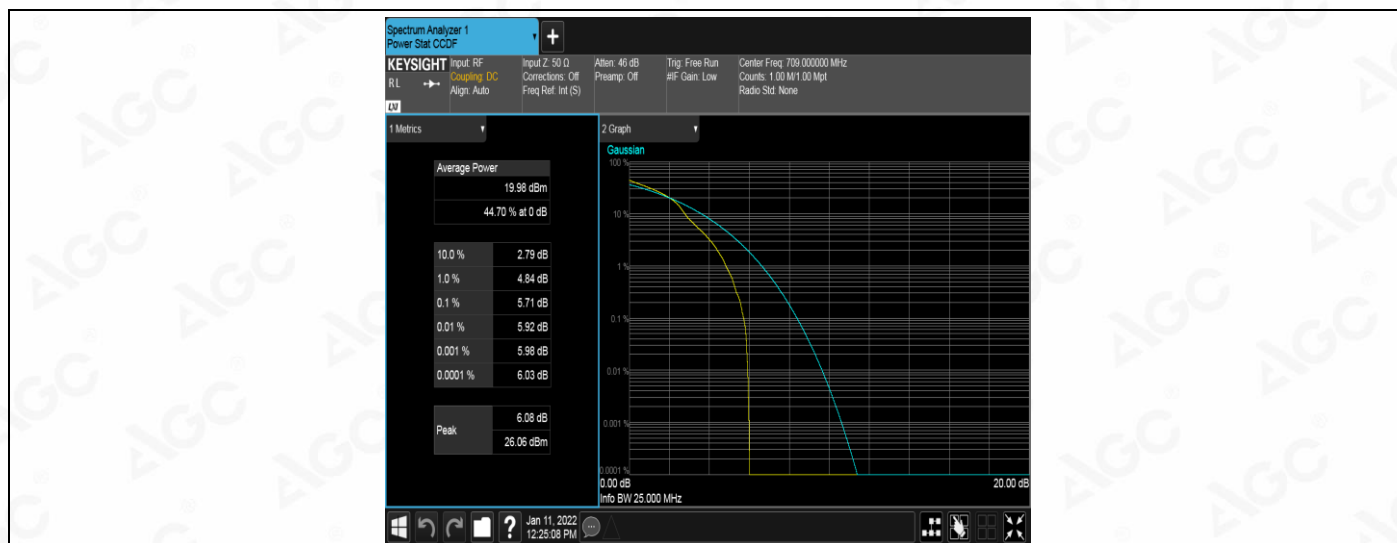 Spectrum Analyzer 1
Power Stat CCDF
+
KEYSIGHT
RL
LXI
Input: RF
Coupling: DC
Align: Auto
Input Z: 50 Ω
Corrections: Off
Freq Ref: Int (S)
Atten: 46 dB
Preamp: Off
Trig: Free Run
#IF Gain: Low
Center Freq: 709.000000 MHz
Counts: 1.00 M/1.00 Mpt
Radio Std: None
1 Metrics
Average Power
19.98 dBm
44.70 % at 0 dB
10.0 % 2.79 dB
1.0 % 4.84 dB
0.1 % 5.71 dB
0.01 % 5.92 dB
0.001 % 5.98 dB
0.0001 % 6.03 dB
Peak
6.08 dB
26.06 dBm
2 Graph
Gaussian
100 %
10 %
1 %
0.1 %
0.01 %
0.001 %
0.0001 %
0.00 dB 20.00 dB
Info BW 25.000 MHz
?
Jan 11, 2022
12:25:08 PM
AGC